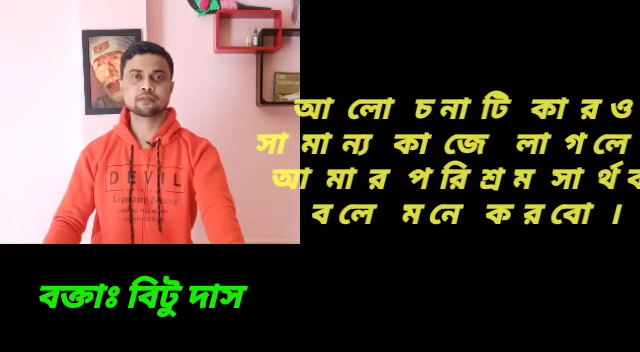 আলোচনাটি কারও
সামান্য কাজে লাগলে
আমার পরিশ্রম সার্থক
বলে মনে করবো ।
DEVIL
বক্তাঃ বিটু দাস